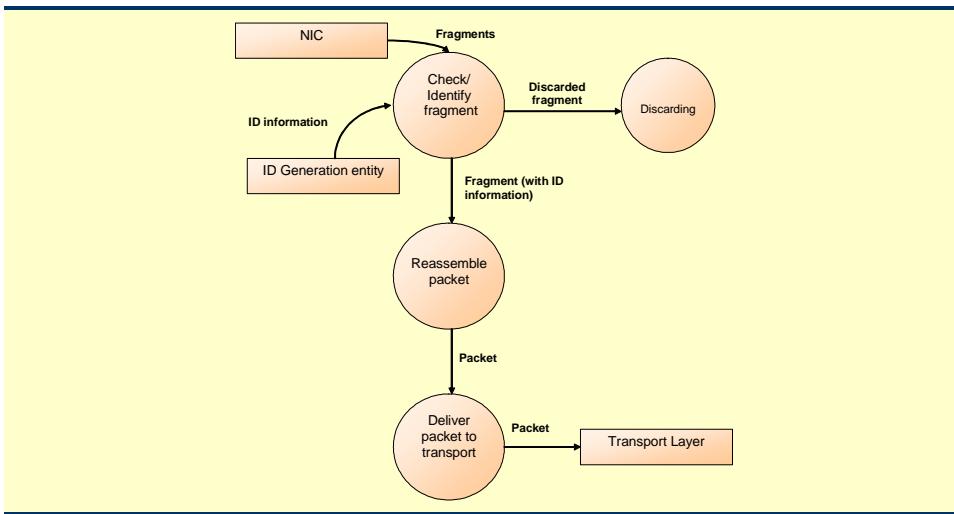 NIC
Fragments
Check/
Identify
fragment
Discarded
fragment
Discarding
ID information
ID Generation entity
Fragment (with ID
information)
Reassemble
packet
Packet
Deliver
packet to
transport
Packet
Transport Layer